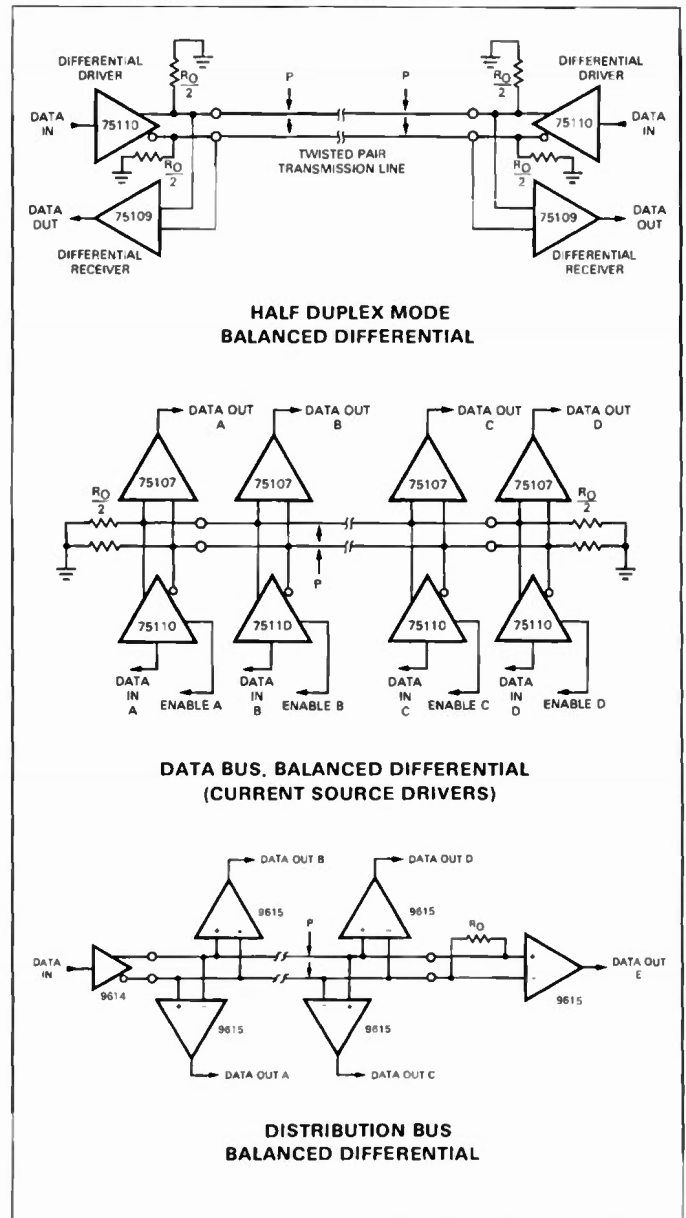 DIFFERENTIAL DRIVER
RO/2
P
P
RO/2
DIFFERENTIAL DRIVER
DATA IN
75110
75110
DATA IN
RO/2
TWISTED PAIR TRANSMISSION LINE
RO/2
DATA OUT
75109
75109
DATA OUT
DIFFERENTIAL RECEIVER
DIFFERENTIAL RECEIVER
HALF DUPLEX MODE
BALANCED DIFFERENTIAL
DATA OUT A
DATA OUT B
DATA OUT C
DATA OUT D
75107
75107
75107
75107
RO/2
RO/2
P
75110
75110
75110
75110
DATA IN A
ENABLE A
DATA IN B
ENABLE B
DATA IN C
ENABLE C
DATA IN D
ENABLE D
DATA BUS, BALANCED DIFFERENTIAL
(CURRENT SOURCE DRIVERS)
DATA OUT B
DATA OUT D
9615
P
9615
RO
DATA IN
+ -
+ -
+
-
DATA OUT E
9614
+ -
9615
+ -
9615
9615
DATA OUT A
DATA OUT C
DISTRIBUTION BUS
BALANCED DIFFERENTIAL